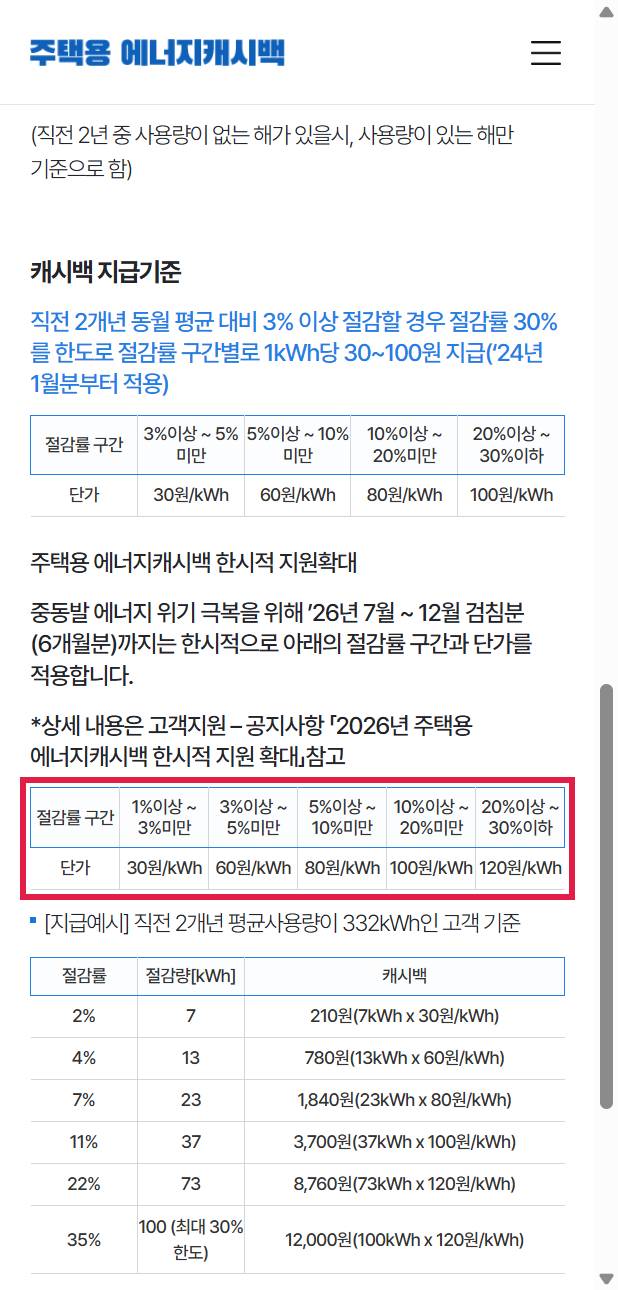 주택용 에너지캐시백
(직전 2년 중 사용량이 없는 해가 있을시, 사용량이 있는 해만
기준으로 함)
캐시백 지급기준
직전 2개년 동월 평균 대비 3% 이상 절감할 경우 절감률 30%
를 한도로 절감률 구간별로 1kWh당 30~100원 지급(‘24년
1월분부터 적용)
절감률 구간 3%이상 ~ 5%미만 5%이상 ~ 10%미만 10%이상 ~ 20%미만 20%이상 ~ 30%이하
단가 30원/kWh 60원/kWh 80원/kWh 100원/kWh
주택용 에너지캐시백 한시적 지원확대
중동발 에너지 위기 극복을 위해 ’26년 7월 ~ 12월 검침분
(6개월분)까지는 한시적으로 아래의 절감률 구간과 단가를
적용합니다.
*상세 내용은 고객지원 – 공지사항 「2026년 주택용
에너지캐시백 한시적 지원 확대」참고
절감률 구간 1%이상 ~ 3%미만 3%이상 ~ 5%미만 5%이상 ~ 10%미만 10%이상 ~ 20%미만 20%이상 ~ 30%이하
단가 30원/kWh 60원/kWh 80원/kWh 100원/kWh 120원/kWh
[지급예시] 직전 2개년 평균사용량이 332kWh인 고객 기준
절감률 절감량[kWh] 캐시백
2% 7 210원(7kWh x 30원/kWh)
4% 13 780원(13kWh x 60원/kWh)
7% 23 1,840원(23kWh x 80원/kWh)
11% 37 3,700원(37kWh x 100원/kWh)
22% 73 8,760원(73kWh x 120원/kWh)
35% 100 (최대 30% 한도) 12,000원(100kWh x 120원/kWh)